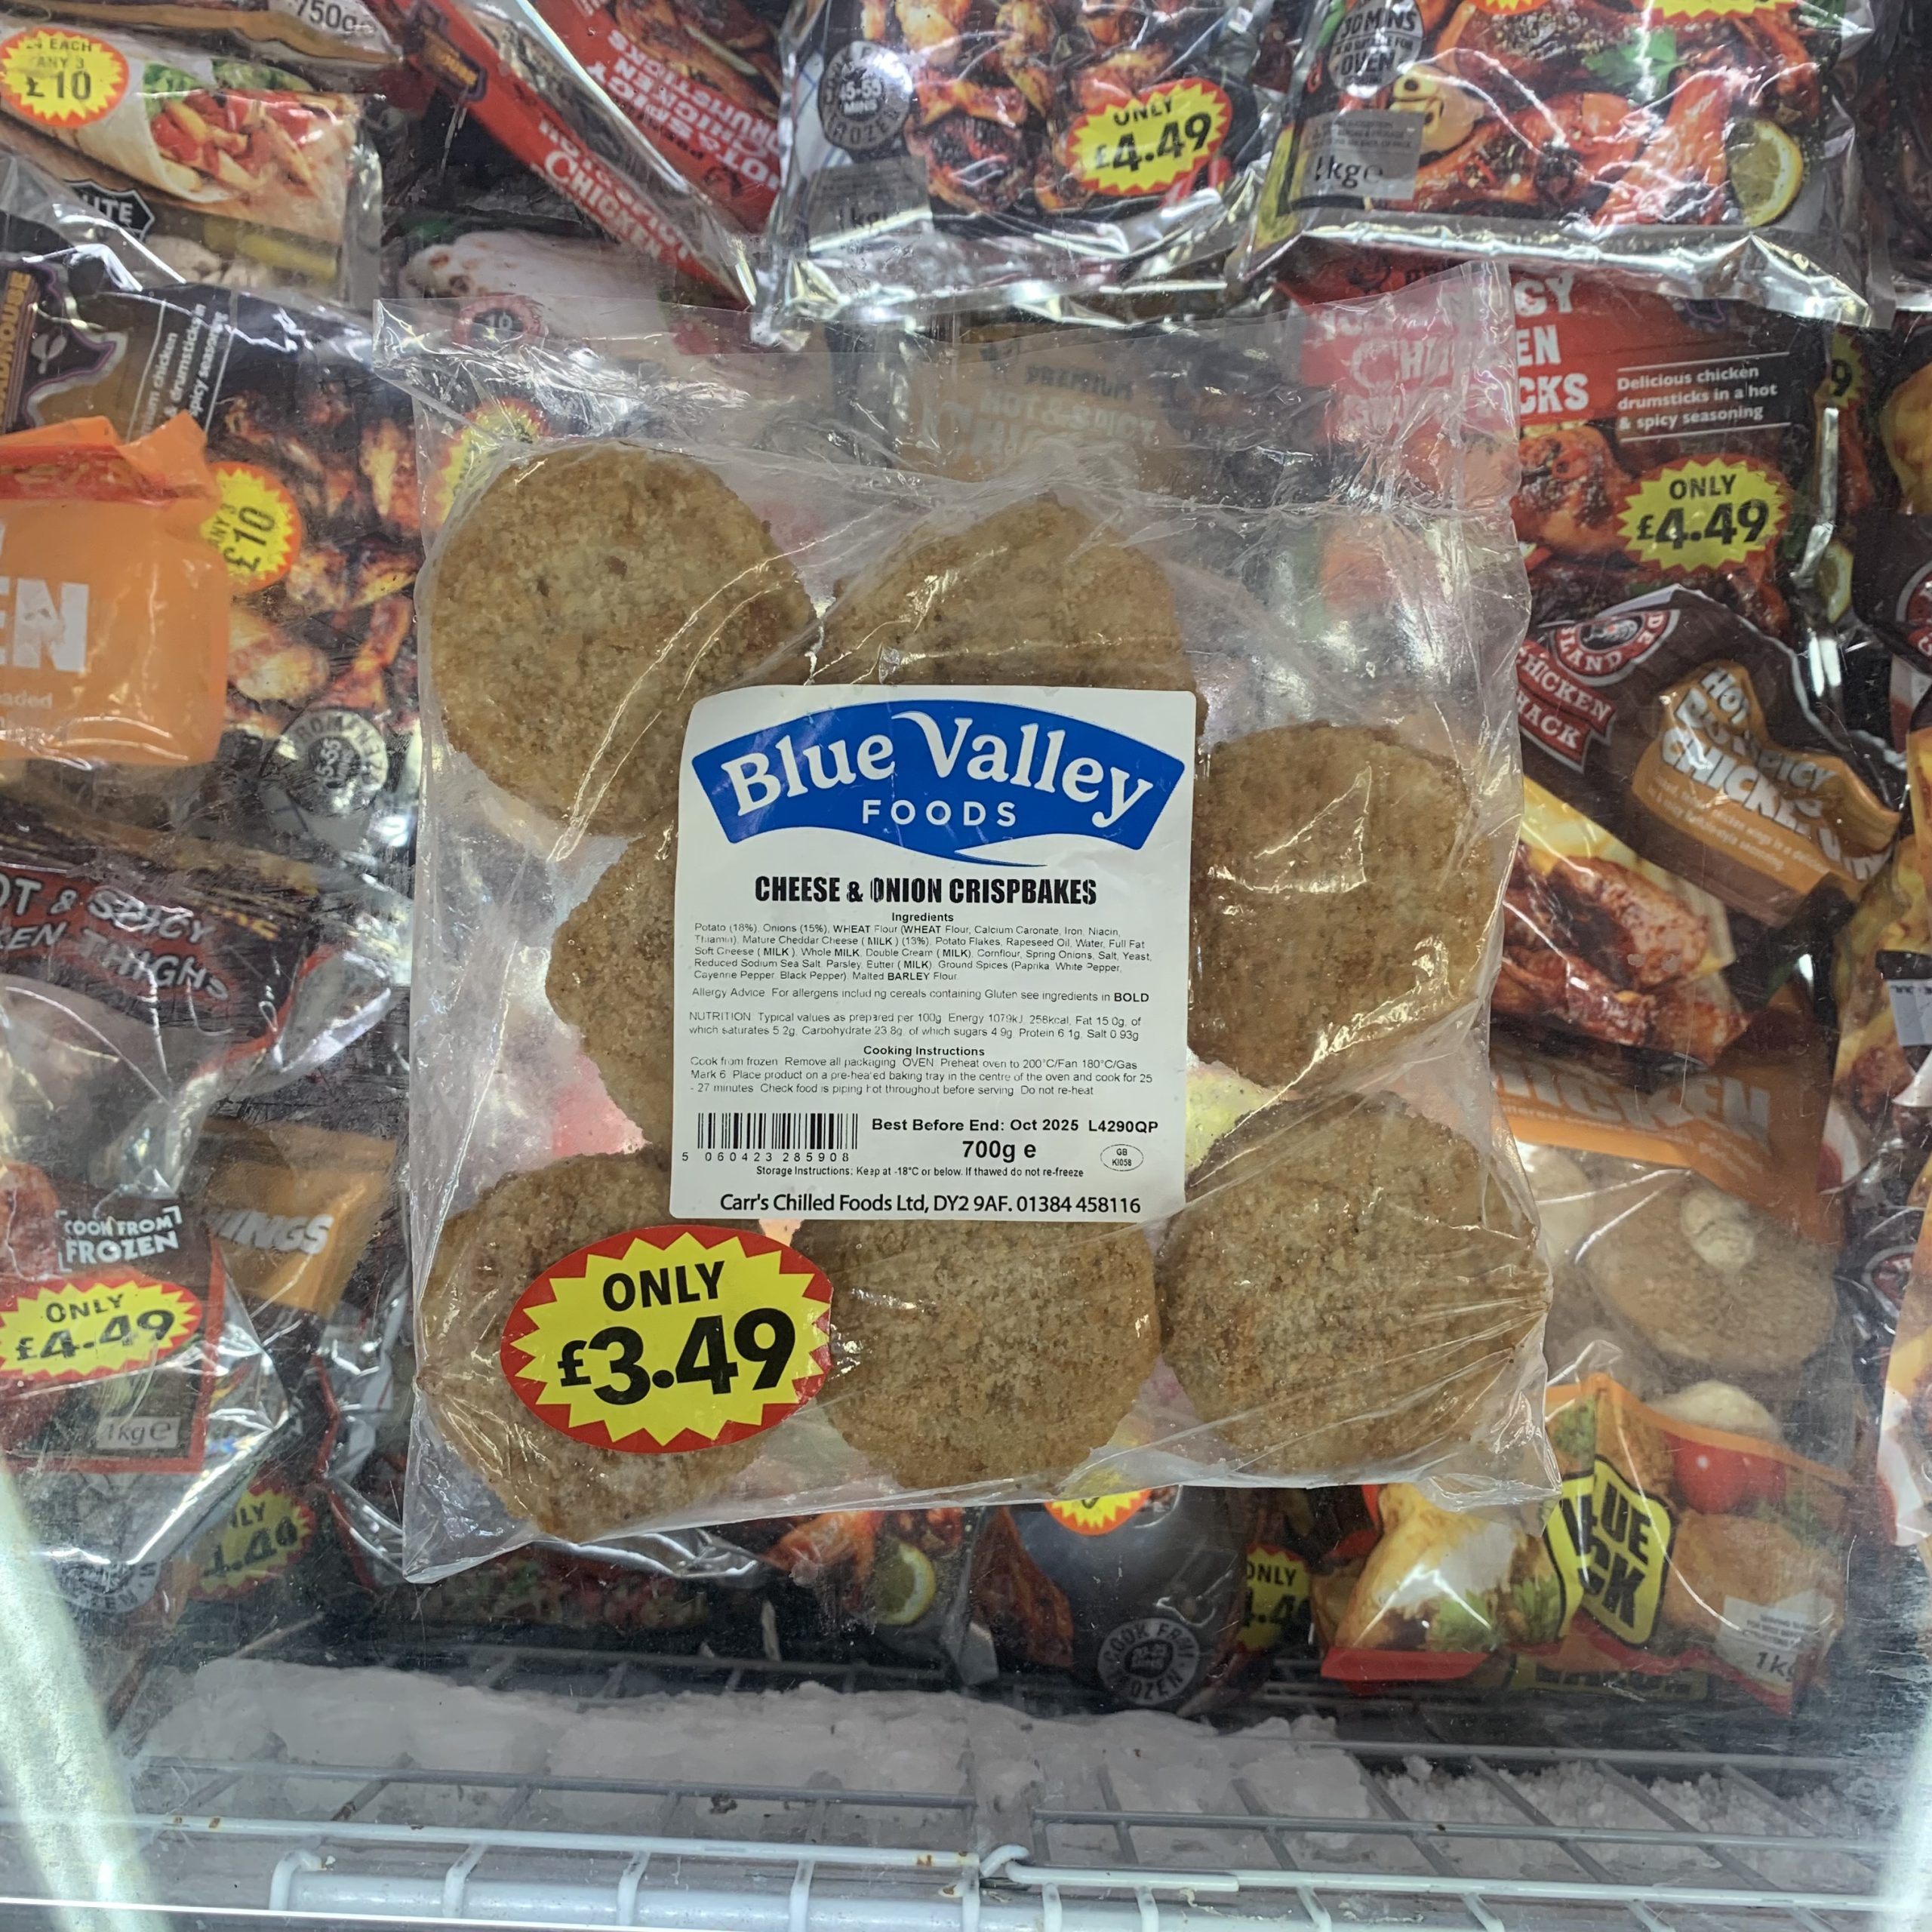 750g e
£4 EACH
ANY 3
£10
ONLY
£4.49
1kg e
ONLY
£4.49
Delicious chicken
drumsticks in a hot
& spicy seasoning
CHICKEN
SHACK
ANY 3
£10
Blue Valley
FOODS
CHEESE & ONION CRISPBAKES
Ingredients
Potato (18%), Onions (15%), WHEAT Flour (WHEAT Flour, Calcium Caronate, Iron, Niacin,
Thiamin), Mature Cheddar Cheese ( MILK ) (13%), Potato Flakes, Rapeseed Oil, Water, Full Fat
Soft Cheese ( MILK ), Whole MILK, Double Cream ( MILK), Cornflour, Spring Onions, Salt, Yeast,
Reduced Sodium Sea Salt, Parsley, Butter ( MILK), Ground Spices (Paprika, White Pepper,
Cayenne Pepper, Black Pepper), Malted BARLEY Flour.
Allergy Advice: For allergens including cereals containing Gluten see ingredients in BOLD
NUTRITION: Typical values as prepared per 100g. Energy 1079kJ, 258kcal, Fat 15.0g, of
which saturates 5.2g, Carbohydrate 23.8g, of which sugars 4.9g, Protein 6.1g, Salt 0.93g
Cooking Instructions
Cook from frozen. Remove all packaging. OVEN: Preheat oven to 200°C/Fan 180°C/Gas
Mark 6. Place product on a pre-heated baking tray in the centre of the oven and cook for 25
- 27 minutes. Check food is piping hot throughout before serving. Do not re-heat
Best Before End: Oct 2025 L4290QP
5 060423 285908
700g e
GB
KI058
Storage Instructions: Keep at -18°C or below. If thawed do not re-freeze
Carr's Chilled Foods Ltd, DY2 9AF. 01384 458116
ONLY
£3.49
COOK FROM
FROZEN
WINGS
ONLY
£4.49
1kg e
COOK FROM
FROZEN